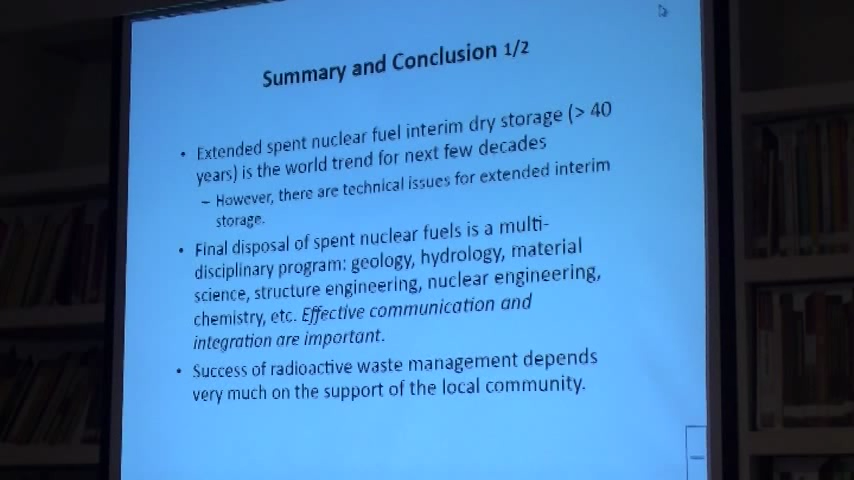 Summary and Conclusion 1/2
• Extended spent nuclear fuel interim dry storage (> 40
years) is the world trend for next few decades
– However, there are technical issues for extended interim
storage.
• Final disposal of spent nuclear fuels is a multi-
disciplinary program: geology, hydrology, material
science, structure engineering, nuclear engineering,
chemistry, etc. Effective communication and
integration are important.
• Success of radioactive waste management depends
very much on the support of the local community.